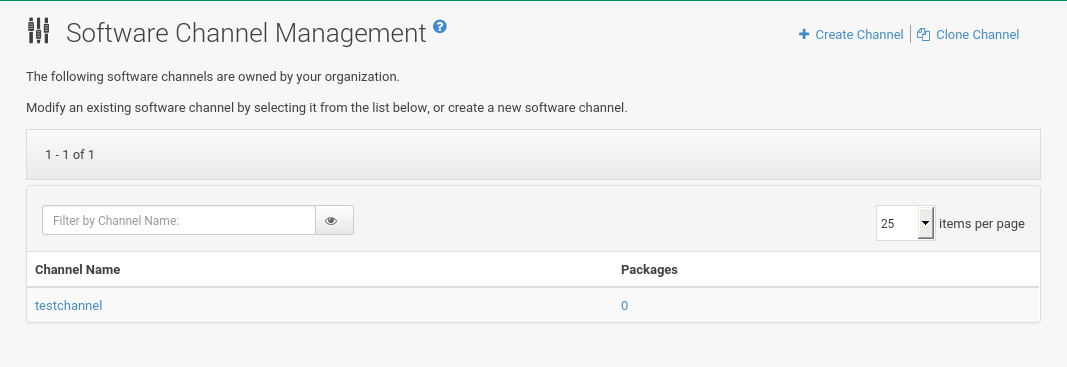 Software Channel Management ?
Create Channel | Clone Channel
The following software channels are owned by your organization.
Modify an existing software channel by selecting it from the list below, or create a new software channel.
1 - 1 of 1
Filter by Channel Name:
25 items per page
Channel Name Packages
testchannel 0